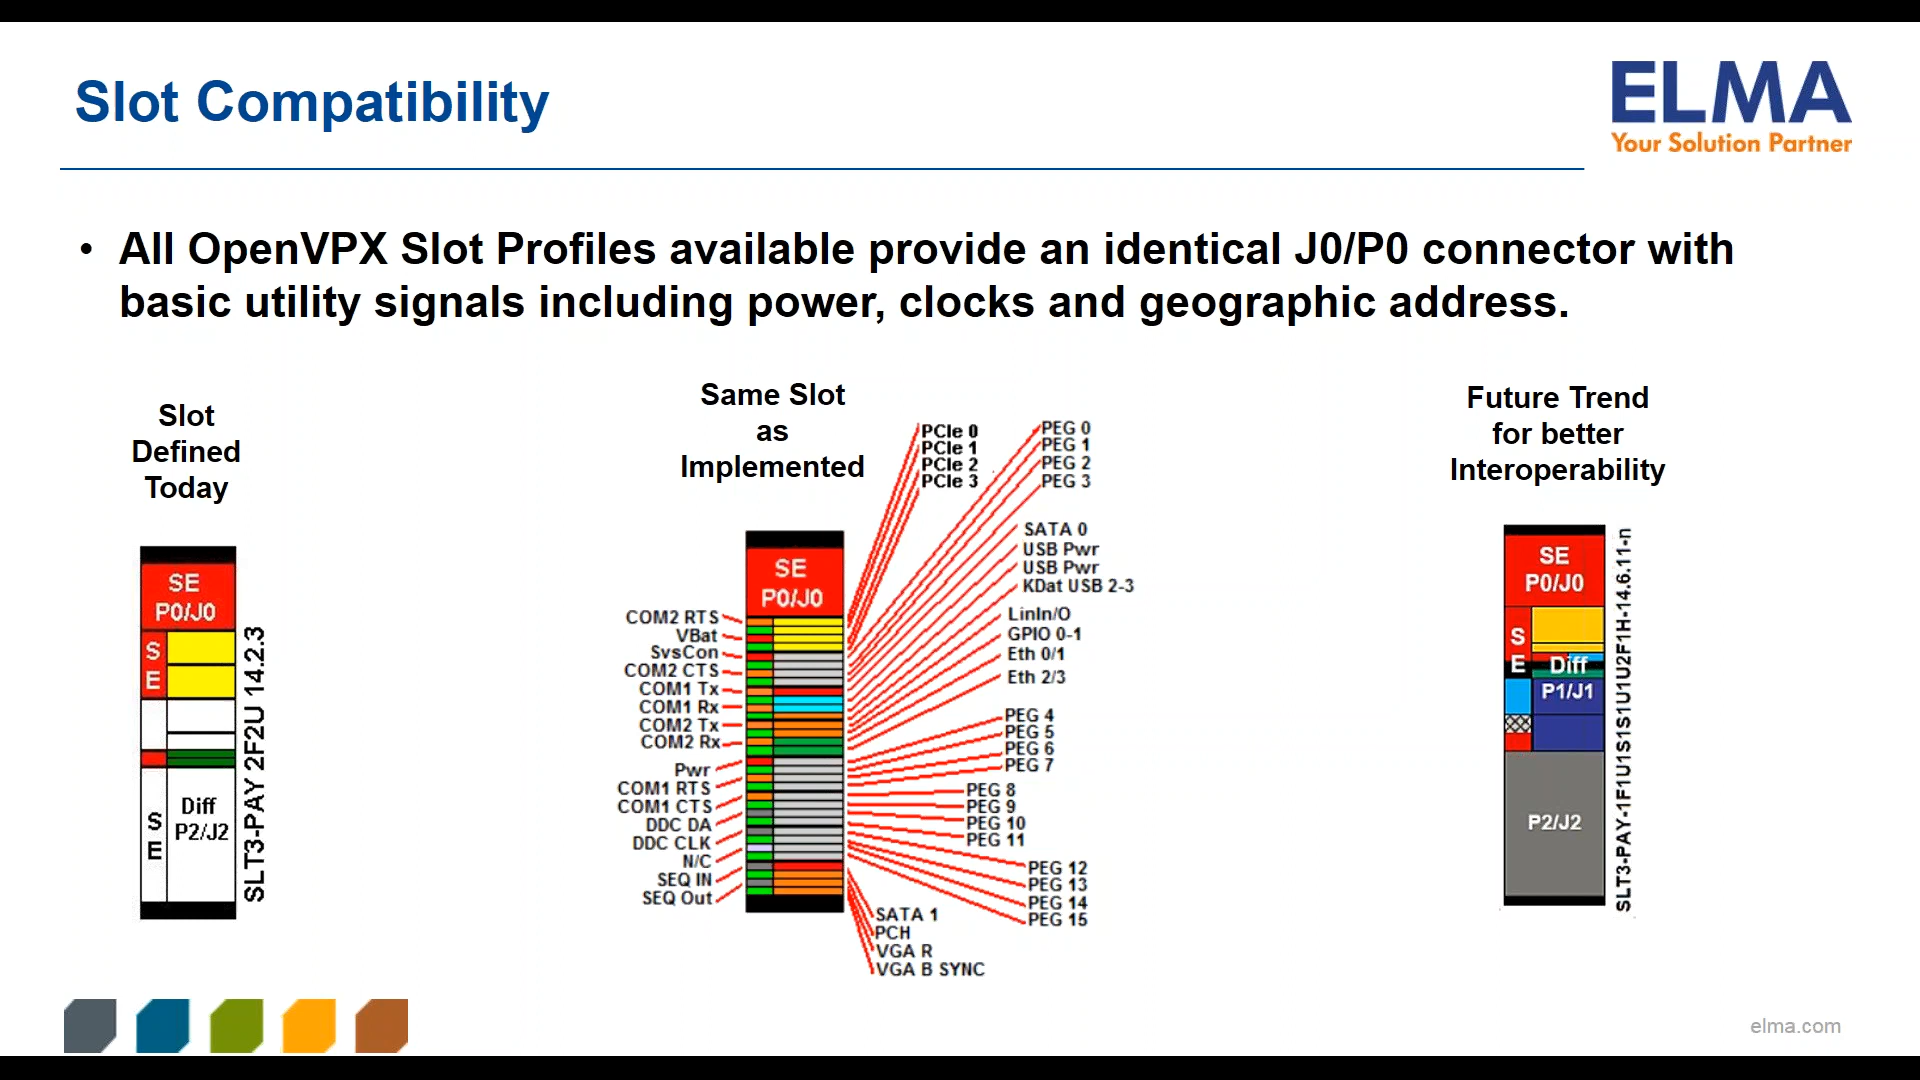 Slot Compatibility
ELMA
Your Solution Partner
• All OpenVPX Slot Profiles available provide an identical J0/P0 connector with
basic utility signals including power, clocks and geographic address.
Slot
Defined
Today
SE
P0/J0
S
E
Diff
P2/J2
S
E
SLT3-PAY 2F2U 14.2.3
Same Slot
as
Implemented
SE
P0/J0
COM2 RTS
VBat
SvsCon
COM2 CTS
COM1 Tx
COM1 Rx
COM2 Tx
COM2 Rx
Pwr
COM1 RTS
COM1 CTS
DDC DA
DDC CLK
N/C
SEQ IN
SEQ Out
PCIe 0
PCIe 1
PCIe 2
PCIe 3
PEG 0
PEG 1
PEG 2
PEG 3
SATA 0
USB Pwr
USB Pwr
KDat USB 2-3
LinIn/O
GPIO 0-1
Eth 0/1
Eth 2/3
PEG 4
PEG 5
PEG 6
PEG 7
PEG 8
PEG 9
PEG 10
PEG 11
PEG 12
PEG 13
PEG 14
PEG 15
SATA 1
PCH
VGA R
VGA B SYNC
Future Trend
for better
Interoperability
SE
P0/J0
S
E
Diff
P1/J1
P2/J2
SLT3-PAY-1F1U1S1S1U1U2F1H-14.6.11-n
elma.com